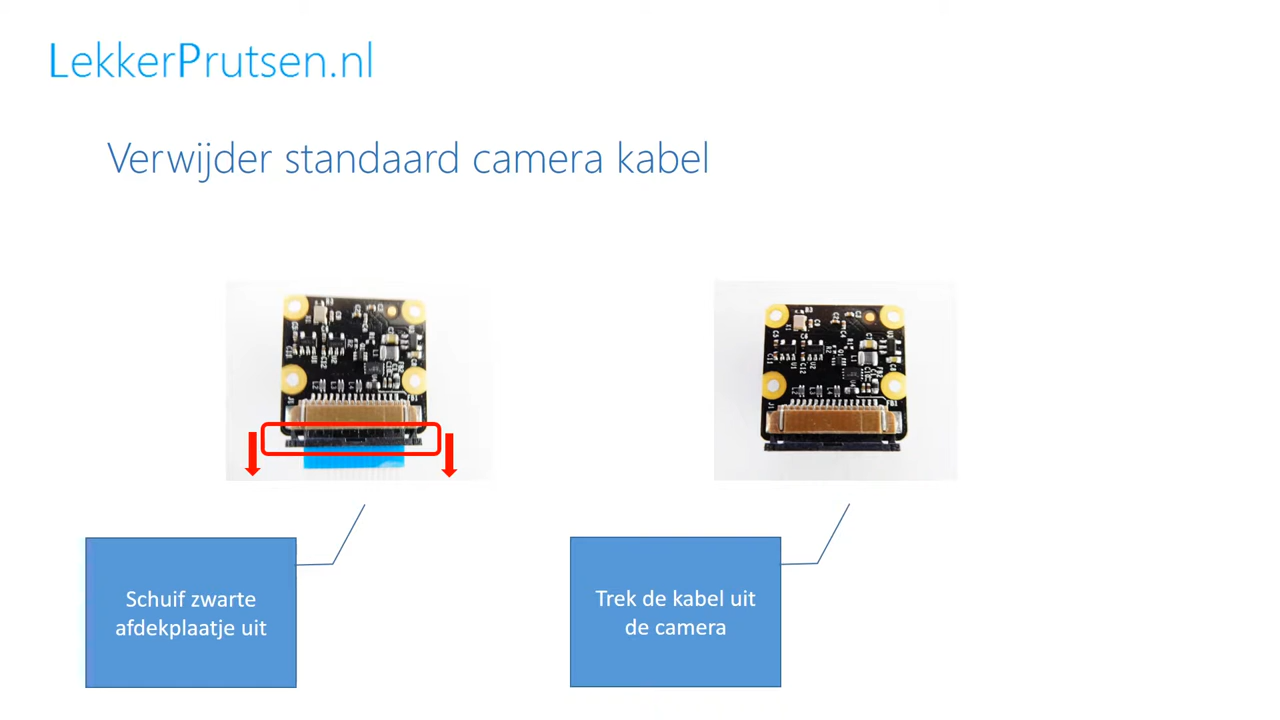 LekkerPrutsen.nl
Verwijder standaard camera kabel
Schuif zwarte
afdekplaatje uit
Trek de kabel uit
de camera